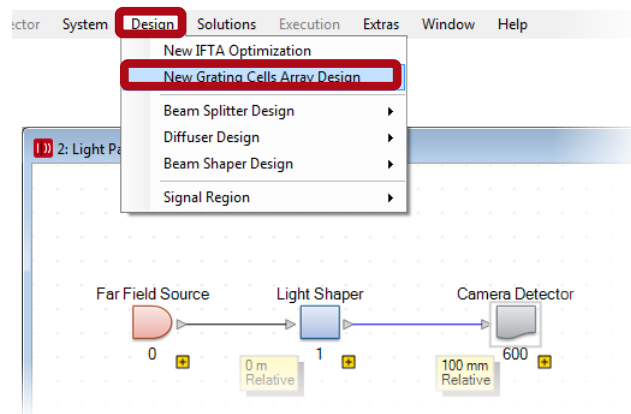 ector System Design Solutions Execution Extras Window Help
New IFTA Optimization
New Grating Cells Array Design
Beam Splitter Design
Diffuser Design
Beam Shaper Design
Signal Region
2: Light Pa
Far Field Source Light Shaper Camera Detector
0 1 600
0 m
Relative
100 mm
Relative